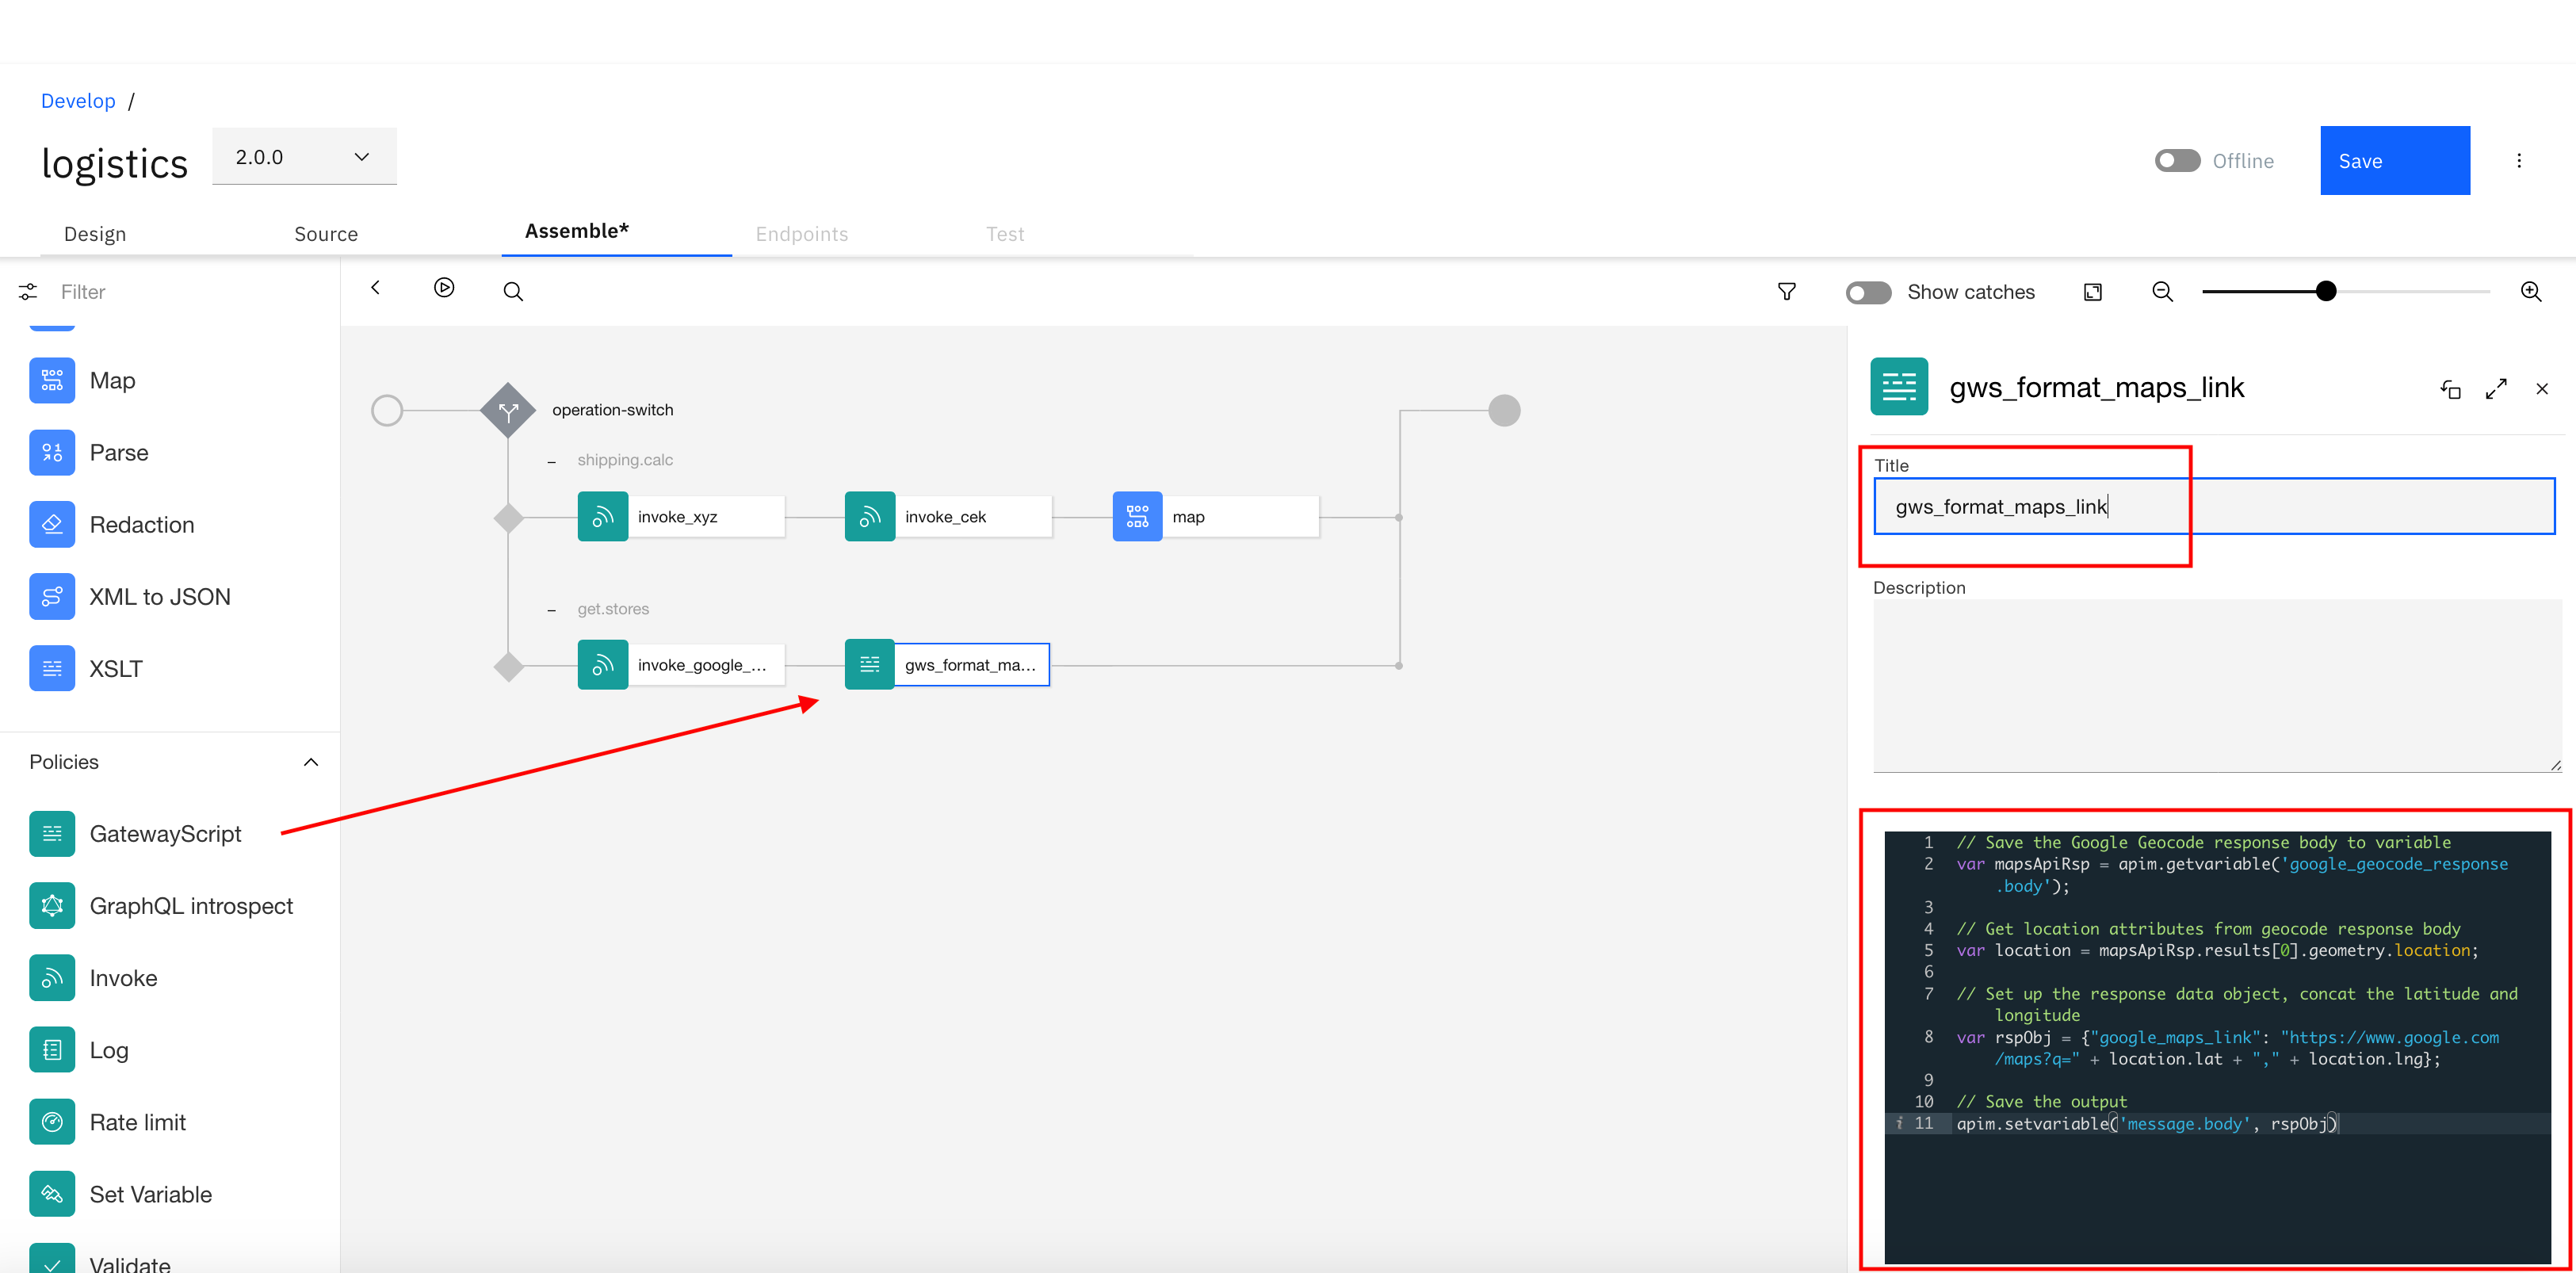 Develop /
logistics
2.0.0
Offline
Save
Design
Source
Assemble*
Endpoints
Test
Filter
Show catches
Map
Parse
Redaction
XML to JSON
XSLT
Policies
GatewayScript
GraphQL introspect
Invoke
Log
Rate limit
Set Variable
Validate
operation-switch
– shipping.calc
invoke_xyz
invoke_cek
map
– get.stores
invoke_google_...
gws_format_ma...
gws_format_maps_link
Title
gws_format_maps_link
Description
1 // Save the Google Geocode response body to variable
2 var mapsApiRsp = apim.getvariable('google_geocode_response
.body');
3
4 // Get location attributes from geocode response body
5 var location = mapsApiRsp.results[0].geometry.location;
6
7 // Set up the response data object, concat the latitude and
longitude
8 var rspObj = {"google_maps_link": "https://www.google.com
/maps?q=" + location.lat + "," + location.lng};
9
10 // Save the output
i 11 apim.setvariable('message.body', rspObj)